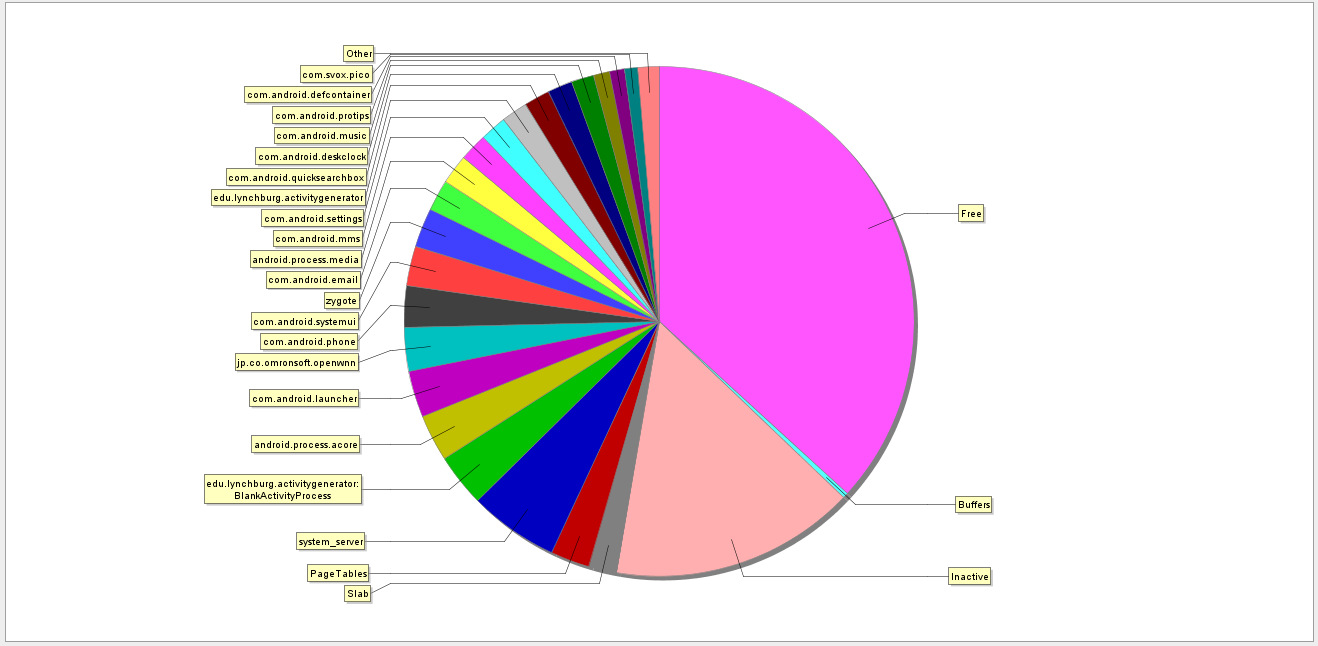 Other
com.svox.pico
com.android.defcontainer
com.android.protips
com.android.music
com.android.deskclock
com.android.quicksearchbox
edu.lynchburg.activitygenerator
com.android.settings
com.android.mms
android.process.media
com.android.email
zygote
com.android.systemui
com.android.phone
jp.co.omronsoft.openwnn
com.android.launcher
android.process.acore
edu.lynchburg.activitygenerator:
BlankActivityProcess
system_server
PageTables
Slab
Free
Buffers
Inactive